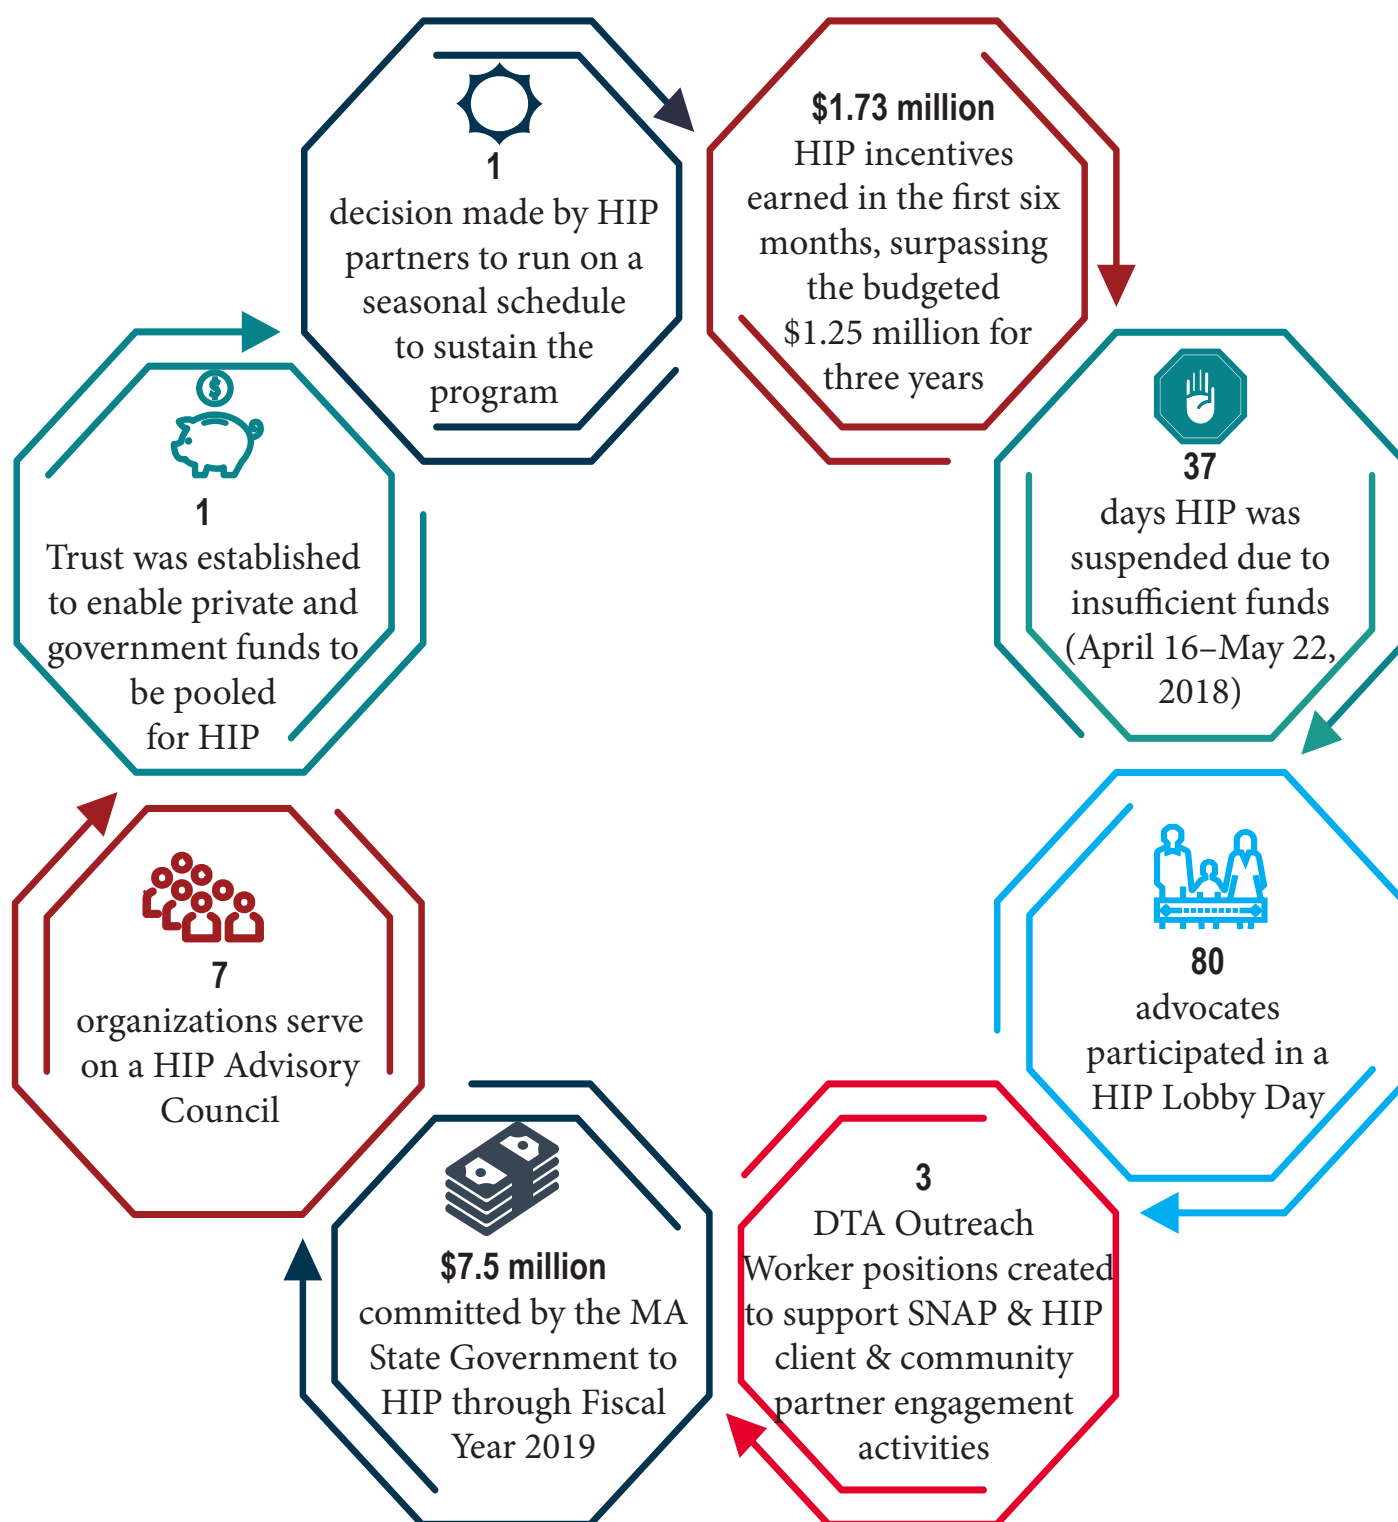 1
decision made by HIP
partners to run on a
seasonal schedule
to sustain the
program
$1.73 million
HIP incentives
earned in the first six
months, surpassing
the budgeted
$1.25 million for
three years
37
days HIP was
suspended due to
insufficient funds
(April 16–May 22,
2018)
80
advocates
participated in a
HIP Lobby Day
3
DTA Outreach
Worker positions created
to support SNAP & HIP
client & community
partner engagement
activities
$7.5 million
committed by the MA
State Government to
HIP through Fiscal
Year 2019
7
organizations serve
on a HIP Advisory
Council
$
1
Trust was established
to enable private and
government funds to
be pooled
for HIP